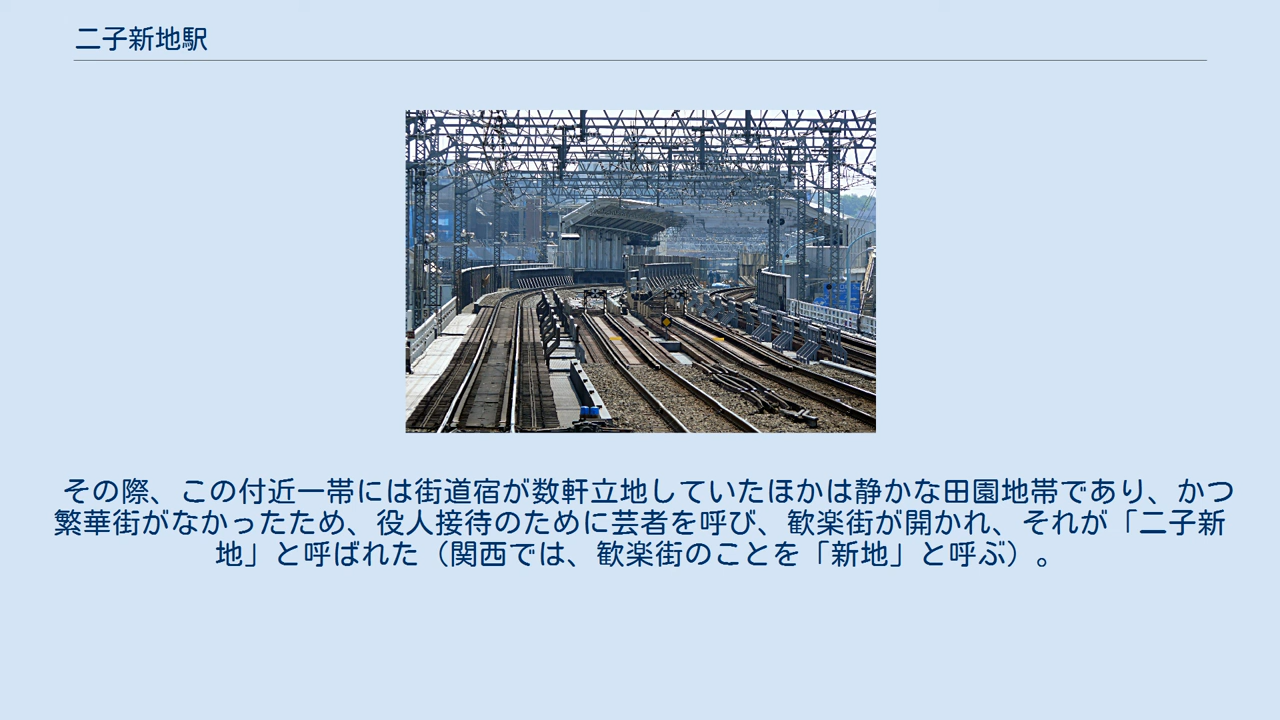 二子新地駅
その際、この付近一帯には街道宿が数軒立地していたほかは静かな田園地帯であり、かつ
繁華街がなかったため、役人接待のために芸者を呼び、歓楽街が開かれ、それが「二子新
地」と呼ばれた（関西では、歓楽街のことを「新地」と呼ぶ）。